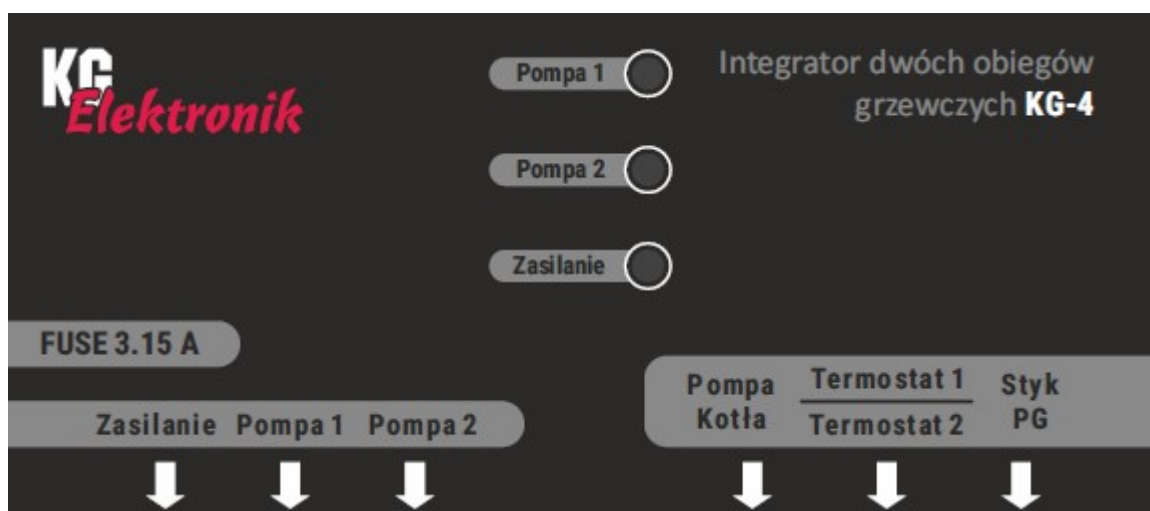 KG
Elektronik
Pompa 1
Integrator dwóch obiegów
grzewczych KG-4
Pompa 2
Zasilanie
FUSE 3.15 A
Zasilanie Pompa 1 Pompa 2
Pompa
Kotła
Termostat 1
Termostat 2
Styk
PG